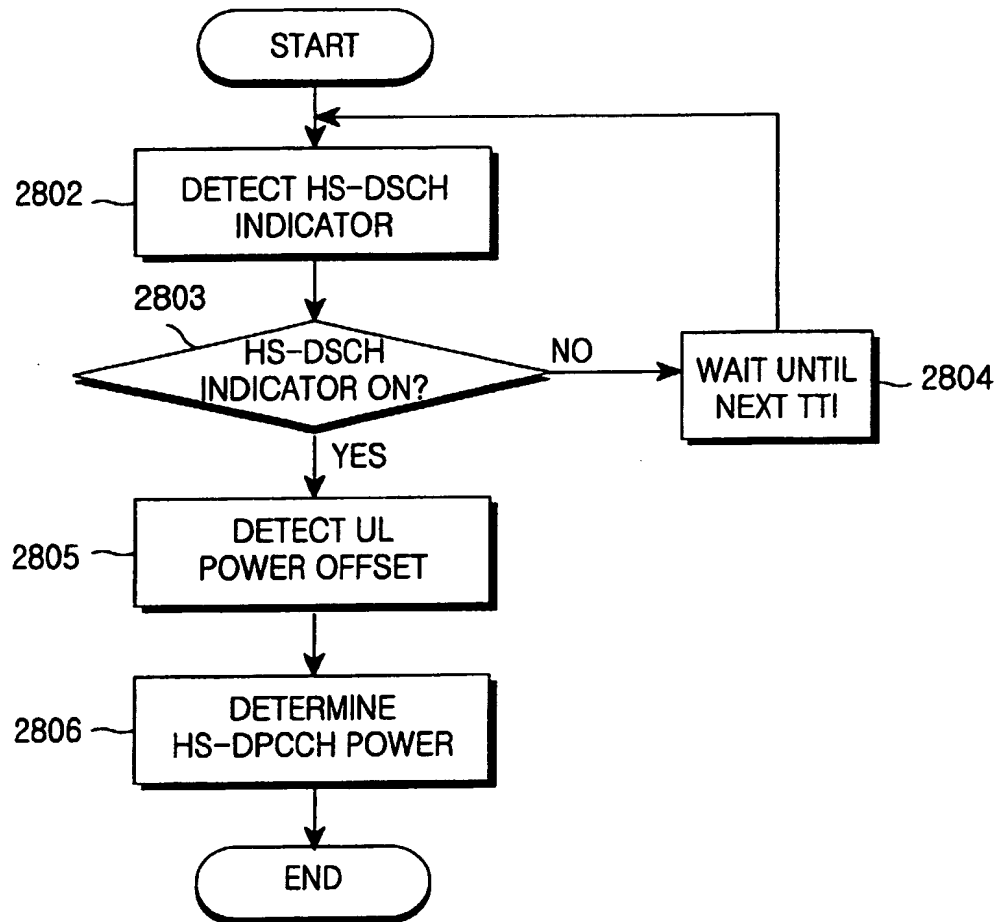 START
2802
DETECT HS-DSCH
INDICATOR
2803
HS-DSCH
INDICATOR ON?
NO
WAIT UNTIL
NEXT TTI
2804
YES
2805
DETECT UL
POWER OFFSET
2806
DETERMINE
HS-DPCCH POWER
END